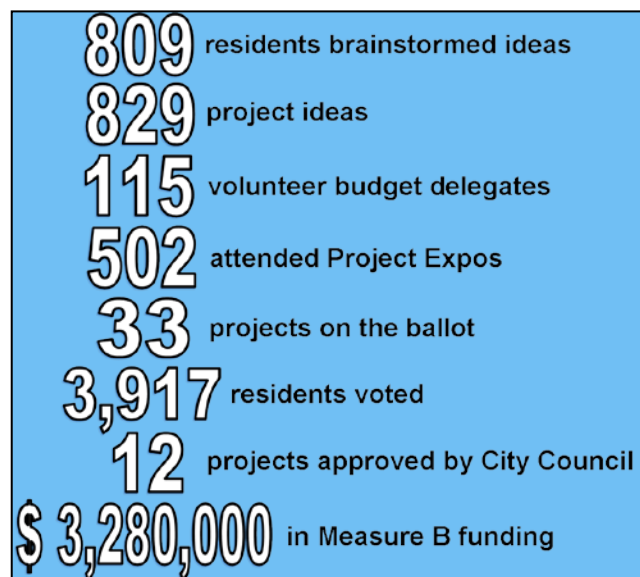 809 residents brainstormed ideas
829 project ideas
115 volunteer budget delegates
502 attended Project Expos
33 projects on the ballot
3,917 residents voted
12 projects approved by City Council
$ 3,280,000 in Measure B funding